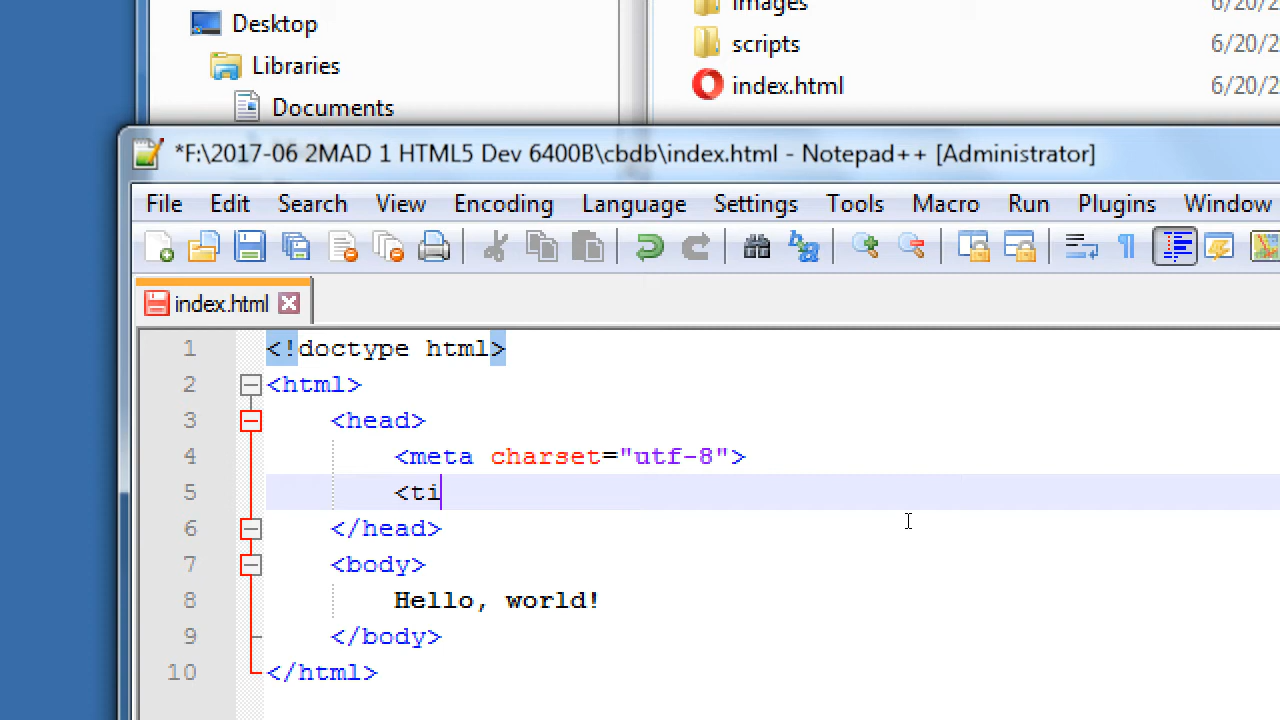 Desktop
Libraries
Documents
images
scripts
index.html
6/20/2
6/20/2
6/20/2
*F:\2017-06 2MAD 1 HTML5 Dev 6400B\cbdb\index.html - Notepad++ [Administrator]
File Edit Search View Encoding Language Settings Tools Macro Run Plugins Window
index.html
1 <!doctype html>
2 <html>
3 <head>
4 <meta charset="utf-8">
5 <ti
6 </head>
7 <body>
8 Hello, world!
9 </body>
10 </html>